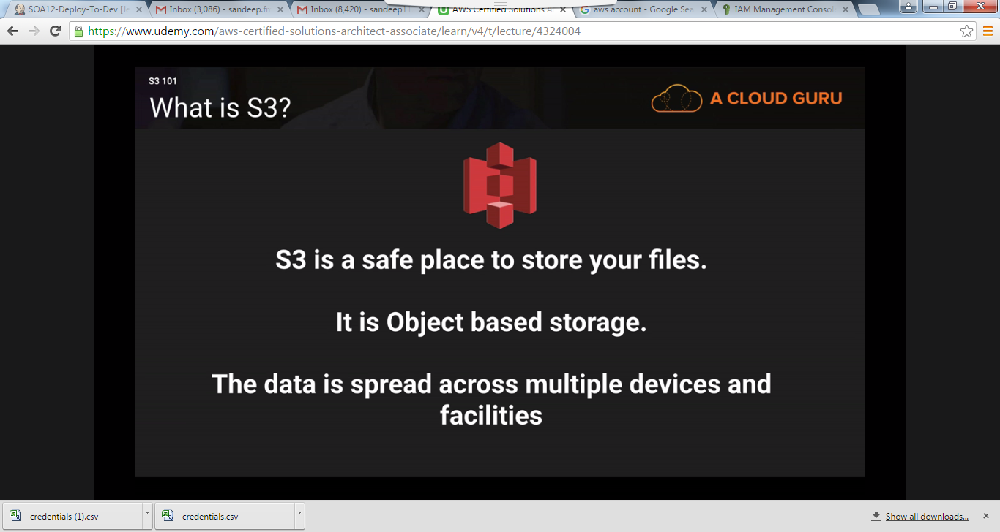 SOA12-Deploy-To-Dev [Je
Inbox (3,086) - sandeep.fr
Inbox (8,420) - sandeep11
AWS Certified Solutions A
aws account - Google Sea
IAM Management Consol
https://www.udemy.com/aws-certified-solutions-architect-associate/learn/v4/t/lecture/4324004
S3 101
What is S3?
A CLOUD GURU
S3 is a safe place to store your files.
It is Object based storage.
The data is spread across multiple devices and
facilities
credentials (1).csv
credentials.csv
Show all downloads...